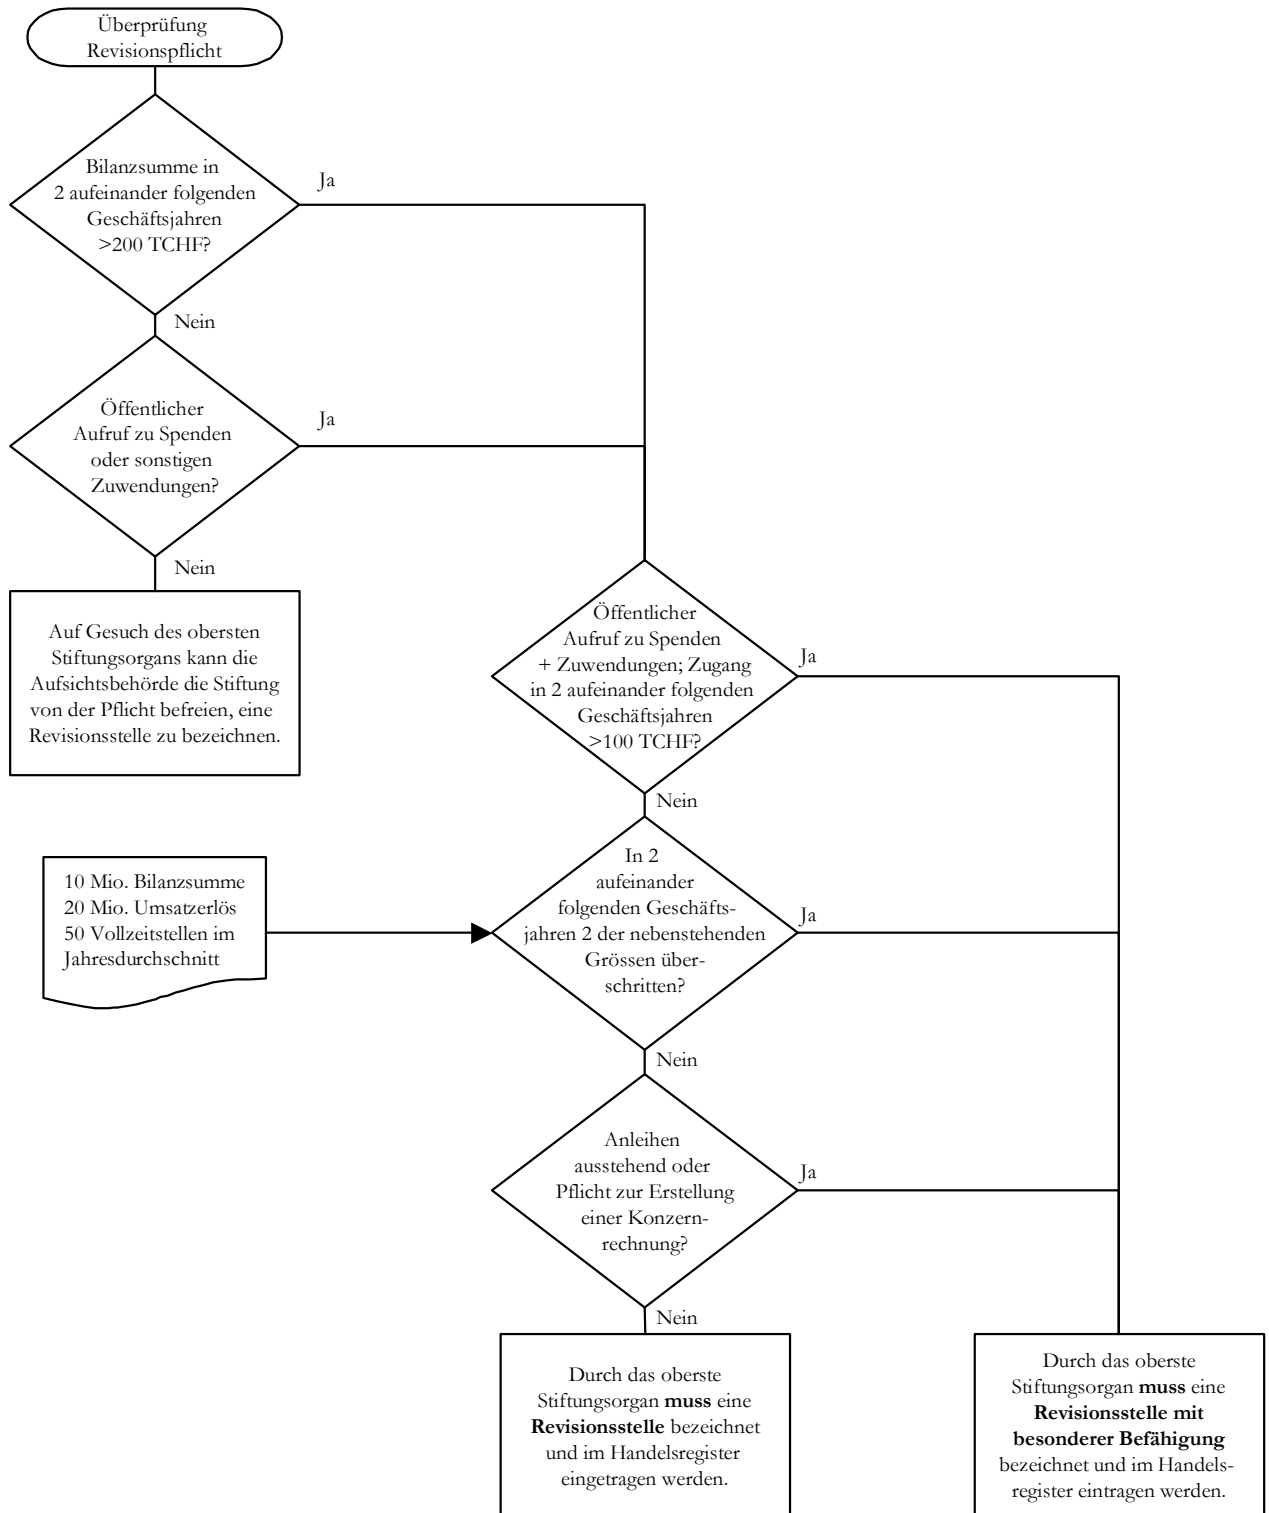 Überprüfung
Revisionspflicht
Bilanzsumme in
2 aufeinander folgenden
Geschäftsjahren
>200 TCHF?
Ja
Nein
Öffentlicher
Aufruf zu Spenden
oder sonstigen
Zuwendungen?
Ja
Nein
Auf Gesuch des obersten
Stiftungsorgans kann die
Aufsichtsbehörde die Stiftung
von der Pflicht befreien, eine
Revisionsstelle zu bezeichnen.
Öffentlicher
Aufruf zu Spenden
+ Zuwendungen; Zugang
in 2 aufeinander folgenden
Geschäftsjahren
>100 TCHF?
Ja
Nein
10 Mio. Bilanzsumme
20 Mio. Umsatzerlös
50 Vollzeitstellen im
Jahresdurchschnitt
In 2
aufeinander
folgenden Geschäfts-
jahren 2 der nebenstehenden
Grössen über-
schritten?
Ja
Nein
Anleihen
ausstehend oder
Pflicht zur Erstellung
einer Konzern-
rechnung?
Ja
Nein
Durch das oberste
Stiftungsorgan muss eine
Revisionsstelle bezeichnet
und im Handelsregister
eingetragen werden.
Durch das oberste
Stiftungsorgan muss eine
Revisionsstelle mit
besonderer Befähigung
bezeichnet und im Handels-
register eintragen werden.